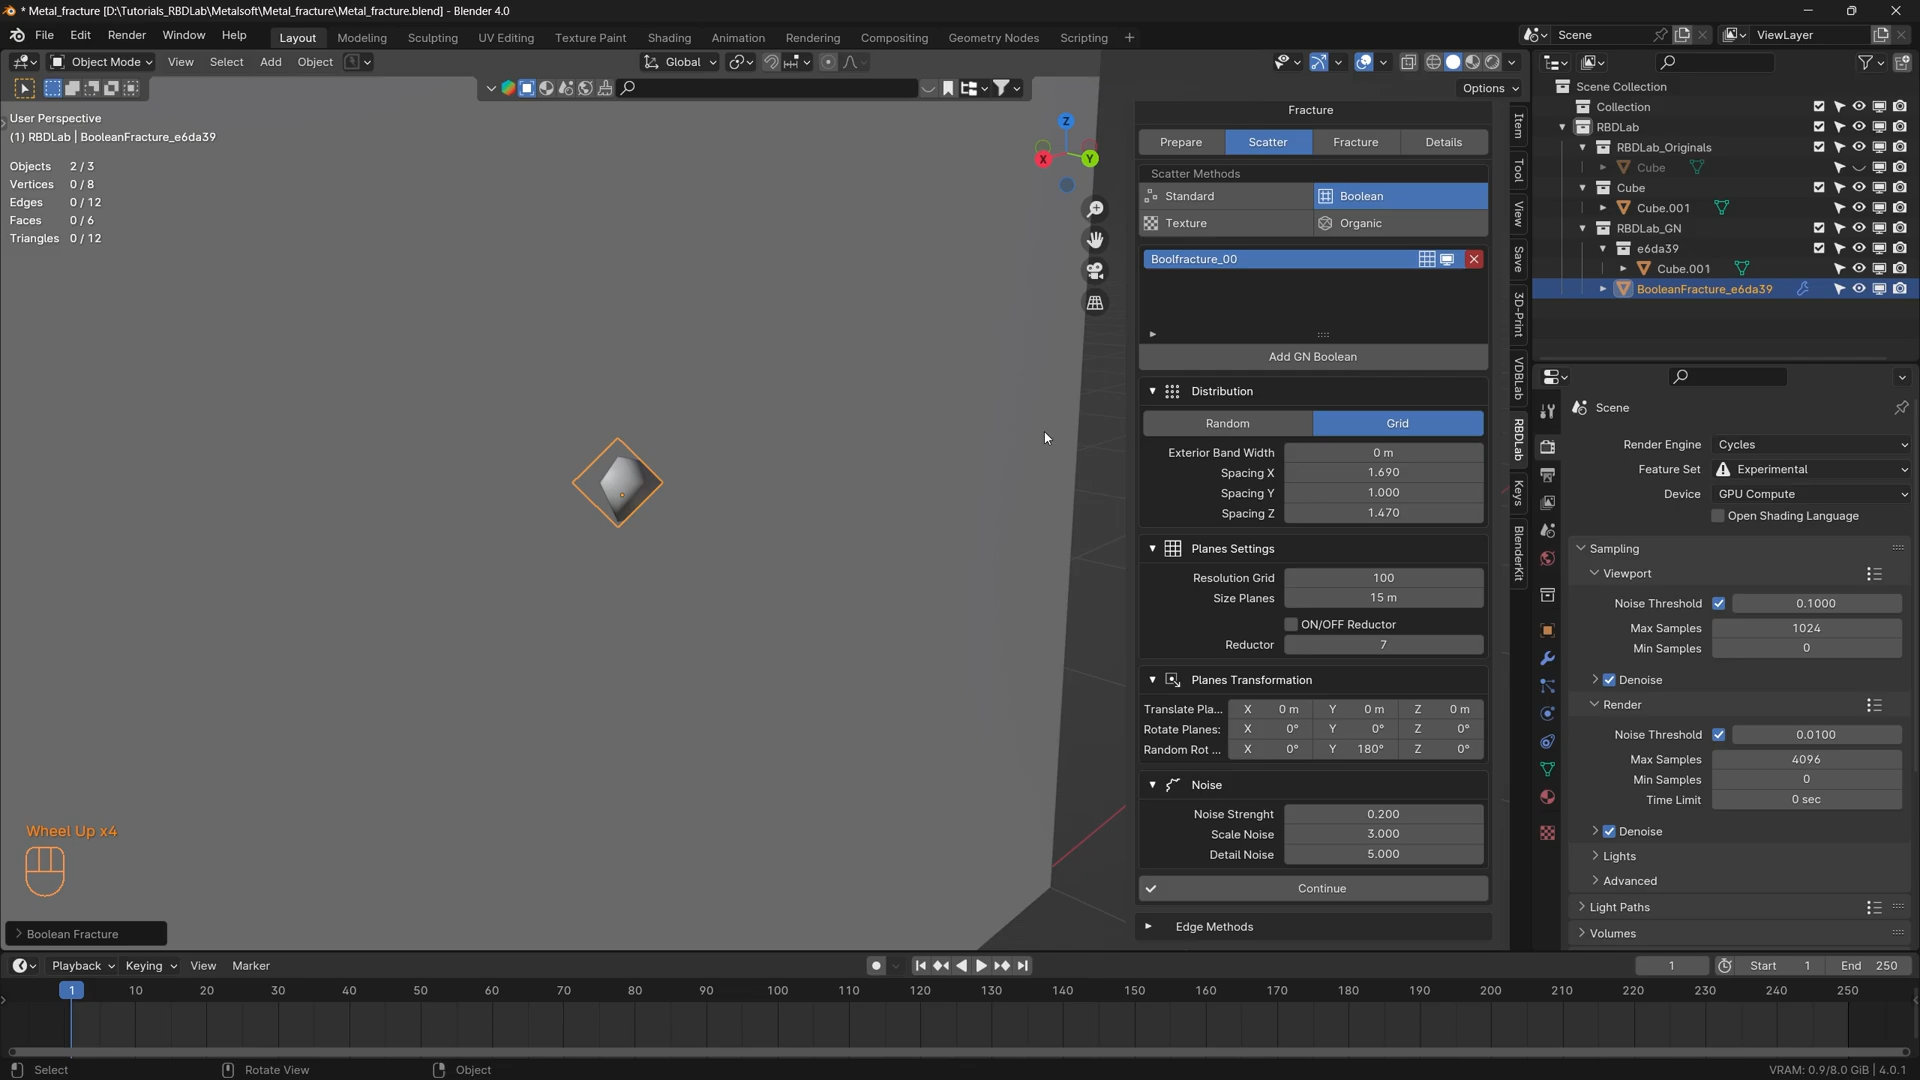 * Metal_fracture [D:\Tutorials_RBDLab\Metalsoft\Metal_fracture\Metal_fracture.blend] - Blender 4.0
File Edit Render Window Help Layout Modeling Sculpting UV Editing Texture Paint Shading Animation Rendering Compositing Geometry Nodes Scripting + Scene ViewLayer
Object Mode View Select Add Object Global
Options
User Perspective
(1) RBDLab | BooleanFracture_e6da39
Objects 2/3
Vertices 0/8
Edges 0/12
Faces 0/6
Triangles 0/12
Z
X
Y
Wheel Up x4
Boolean Fracture
Fracture
Prepare Scatter Fracture Details
Scatter Methods
Standard Boolean
Texture Organic
Boolfracture_00
Add GN Boolean
Distribution
Random Grid
Exterior Band Width 0 m
Spacing X 1.690
Spacing Y 1.000
Spacing Z 1.470
Planes Settings
Resolution Grid 100
Size Planes 15 m
ON/OFF Reductor
Reductor 7
Planes Transformation
Translate Pla... X 0 m Y 0 m Z 0 m
Rotate Planes: X 0° Y 0° Z 0°
Random Rot ... X 0° Y 180° Z 0°
Noise
Noise Strenght 0.200
Scale Noise 3.000
Detail Noise 5.000
Continue
Edge Methods
Item
Tool
View
Save
3D-Print
VDBLab
RBDLab
Keys
BlenderKit
Scene Collection
Collection
RBDLab
RBDLab_Originals
Cube
Cube
Cube.001
RBDLab_GN
e6da39
Cube.001
BooleanFracture_e6da39
Scene
Render Engine Cycles
Feature Set Experimental
Device GPU Compute
Open Shading Language
Sampling
Viewport
Noise Threshold 0.1000
Max Samples 1024
Min Samples 0
Denoise
Render
Noise Threshold 0.0100
Max Samples 4096
Min Samples 0
Time Limit 0 sec
Denoise
Lights
Advanced
Light Paths
Volumes
Playback Keying View Marker 1 Start 1 End 250
1 10 20 30 40 50 60 70 80 90 100 110 120 130 140 150 160 170 180 190 200 210 220 230 240 250
Select Rotate View Object VRAM: 0.9/8.0 GiB | 4.0.1